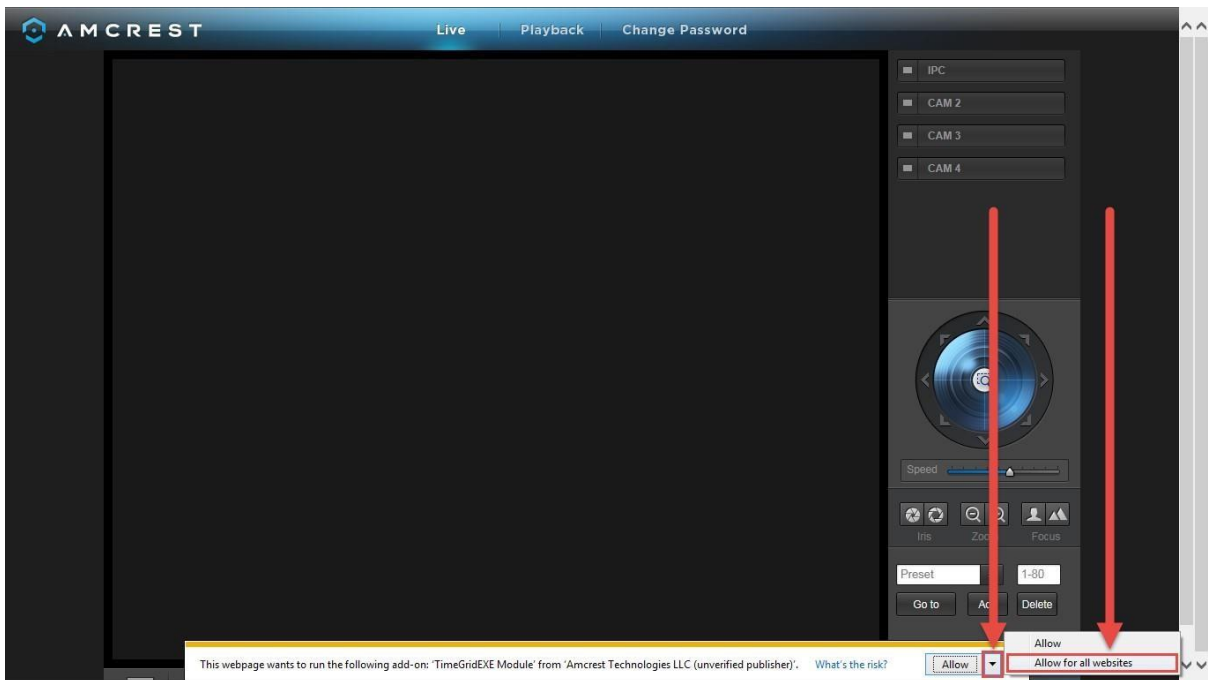 AMCREST
Live Playback Change Password
IPC
CAM 2
CAM 3
CAM 4
Speed
Iris Zoom Focus
Preset 1-80
Go to Add Delete
This webpage wants to run the following add-on: 'TimeGridEXE Module' from 'Amcrest Technologies LLC (unverified publisher)'. What's the risk? Allow
Allow
Allow for all websites